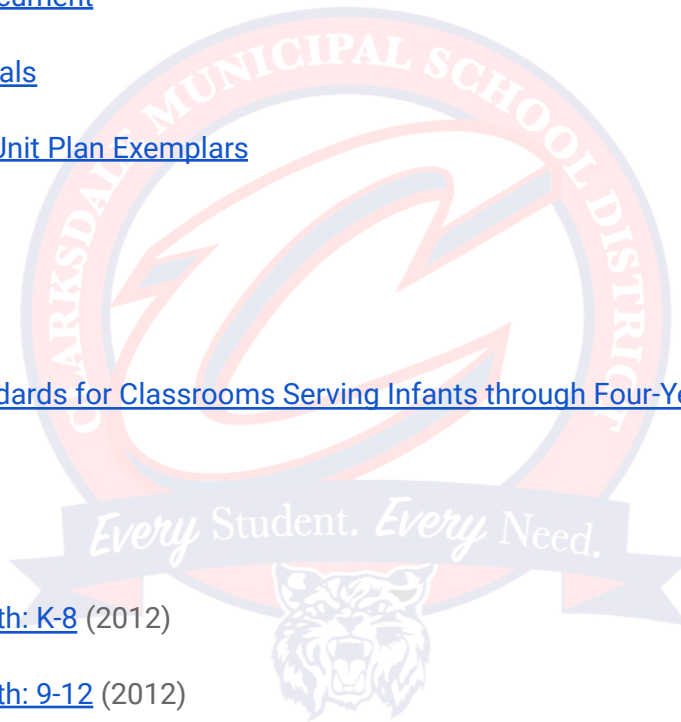 als
Unit Plan Exemplars
dards for Classrooms Serving Infants through Four-Ye
th: K-8 (2012)
th: 9-12 (2012)
CLARKSDALE MUNICIPAL SCHOOL DISTRICT
Every Student. Every Need.